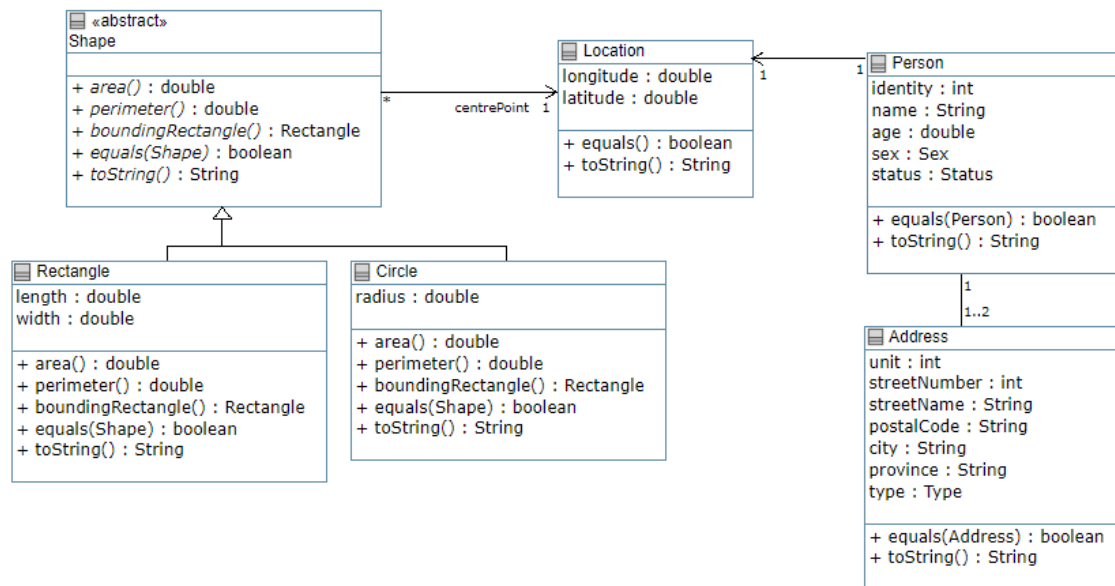 «abstract»
Shape
+ area() : double
+ perimeter() : double
+ boundingRectangle() : Rectangle
+ equals(Shape) : boolean
+ toString() : String
*
centrePoint 1
Location
longitude : double
latitude : double
+ equals() : boolean
+ toString() : String
1
1
Person
identity : int
name : String
age : double
sex : Sex
status : Status
+ equals(Person) : boolean
+ toString() : String
1
1..2
Rectangle
length : double
width : double
+ area() : double
+ perimeter() : double
+ boundingRectangle() : Rectangle
+ equals(Shape) : boolean
+ toString() : String
Circle
radius : double
+ area() : double
+ perimeter() : double
+ boundingRectangle() : Rectangle
+ equals(Shape) : boolean
+ toString() : String
Address
unit : int
streetNumber : int
streetName : String
postalCode : String
city : String
province : String
type : Type
+ equals(Address) : boolean
+ toString() : String